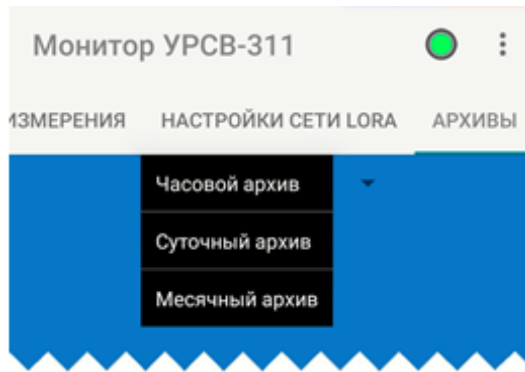 Монитор УРСВ-311
ИЗМЕРЕНИЯ НАСТРОЙКИ СЕТИ LORA АРХИВЫ
Часовой архив
Суточный архив
Месячный архив